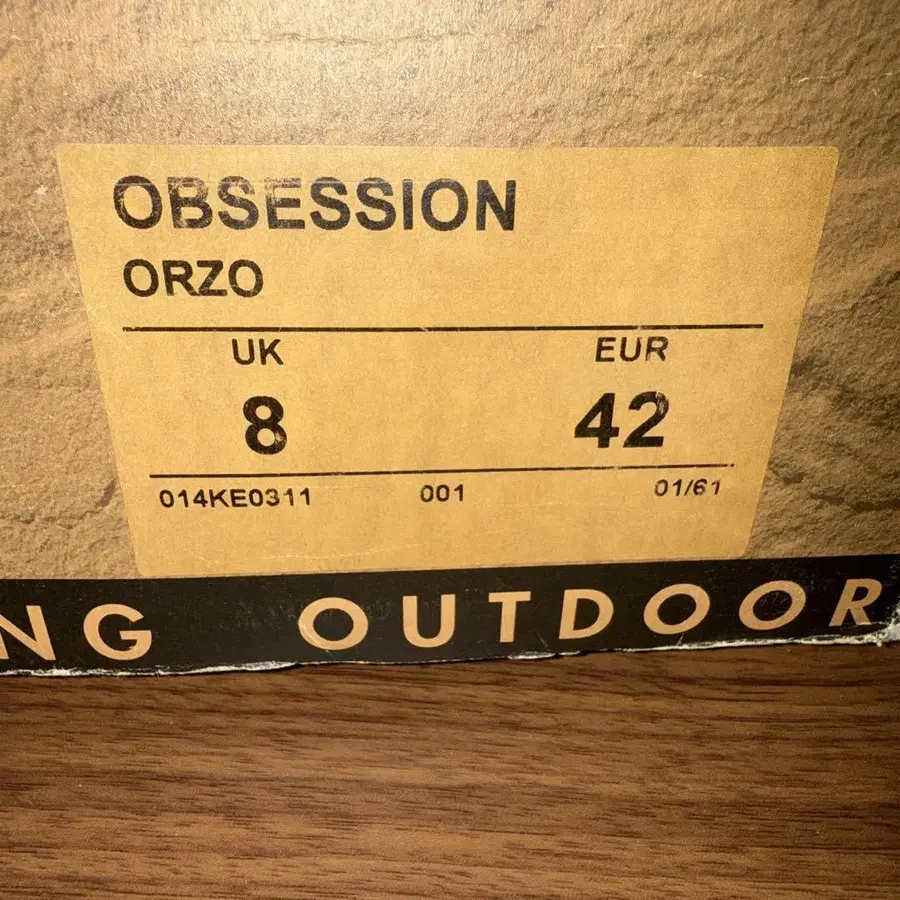 OBSESSION
ORZO
UK EUR
8 42
014KE0311 001 01/61
NG OUTDOOR